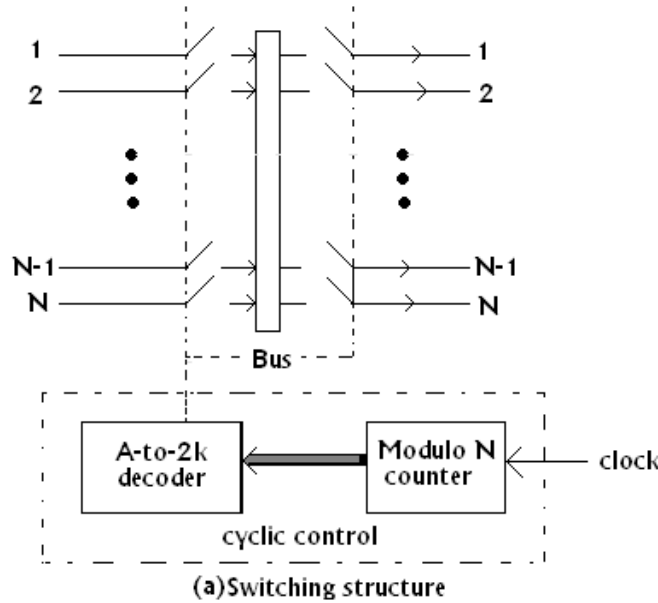 1 1
2 2
N-1 N-1
N N
Bus
A-to-2k
decoder
Modulo N
counter
clock
cyclic control
(a)Switching structure